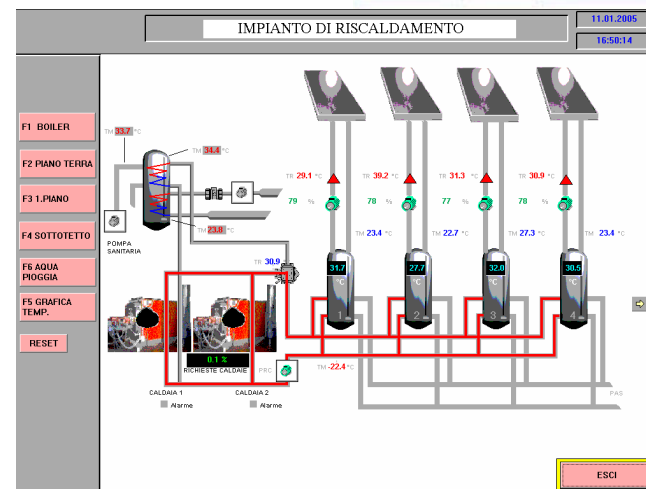 IMPIANTO DI RISCALDAMENTO
11.01.2005
16:50:14
F1 BOILER
F2 PIANO TERRA
F3 1.PIANO
F4 SOTTOTETTO
F6 AQUA
PIOGGIA
F5 GRAFICA
TEMP.
RESET
TM 33.7 °C
TM 34.4 °C
TM 23.8 °C
POMPA
SANITARIA
TR 30.9
TR 29.1 °C
TR 39.2 °C
TR 31.3 °C
TR 30.9 °C
79 %
78 %
77 %
78 %
TM 23.4 °C
TM 22.7 °C
TM 27.3 °C
TM 23.4 °C
31.7 °C
27.7 °C
32.0 °C
30.5 °C
1
2
3
4
0.1 %
RICHIESTE CALDAIE
PRC
TM -22.4 °C
PAS
CALDAIA 1
CALDAIA 2
Alarme
Alarme
ESCI